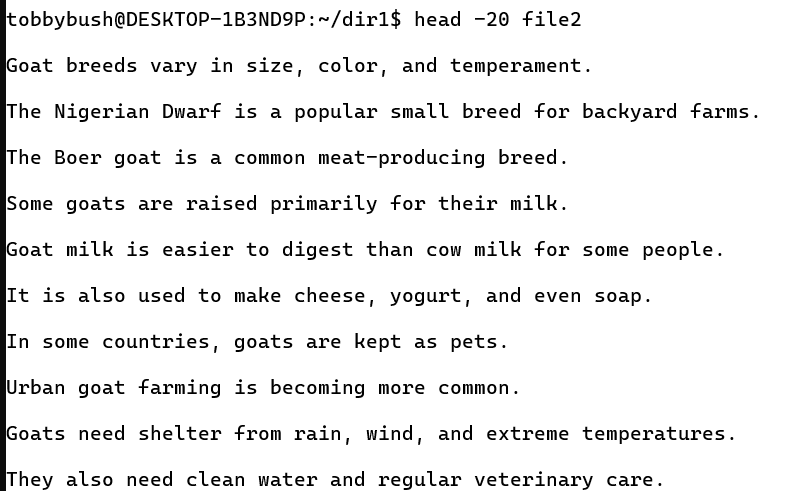 tobbybush@DESKTOP-1B3ND9P:~/dir1$ head -20 file2
Goat breeds vary in size, color, and temperament.
The Nigerian Dwarf is a popular small breed for backyard farms.
The Boer goat is a common meat-producing breed.
Some goats are raised primarily for their milk.
Goat milk is easier to digest than cow milk for some people.
It is also used to make cheese, yogurt, and even soap.
In some countries, goats are kept as pets.
Urban goat farming is becoming more common.
Goats need shelter from rain, wind, and extreme temperatures.
They also need clean water and regular veterinary care.